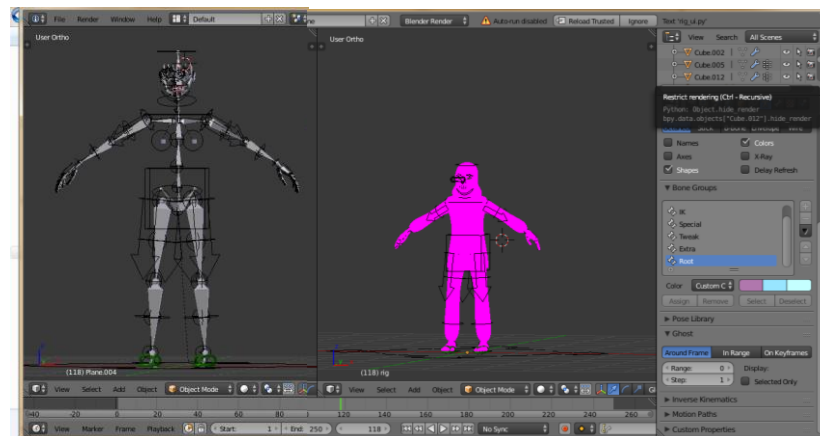 File Render Window Help Default
ne Blender Render Auto-run disabled Reload Trusted Ignore
Text 'rig_ui.py'
View Search All Scenes
User Ortho
User Ortho
Cube.002
Cube.005
Cube.012
Restrict rendering (Ctrl - Recursive)
Python: Object.hide_render
bpy.data.objects["Cube.012"].hide_render
Names Colors
Axes X-Ray
Shapes Delay Refresh
Bone Groups
IK
Special
Tweak
Extra
Root
Color Custom C
Assign Remove Select Deselect
Pose Library
Ghost
Around Frame In Range On Keyframes
Range: 0 Display:
Step: 1 Selected Only
Inverse Kinematics
Motion Paths
Custom Properties
(118) Plane.004
(118) rig
View Select Add Object Object Mode
View Select Add Object Object Mode Gl
-40 -20 0 20 40 60 80 100 120 140 160 180 200 220 240 260
View Marker Frame Playback Start: 1 End: 250 118 No Sync